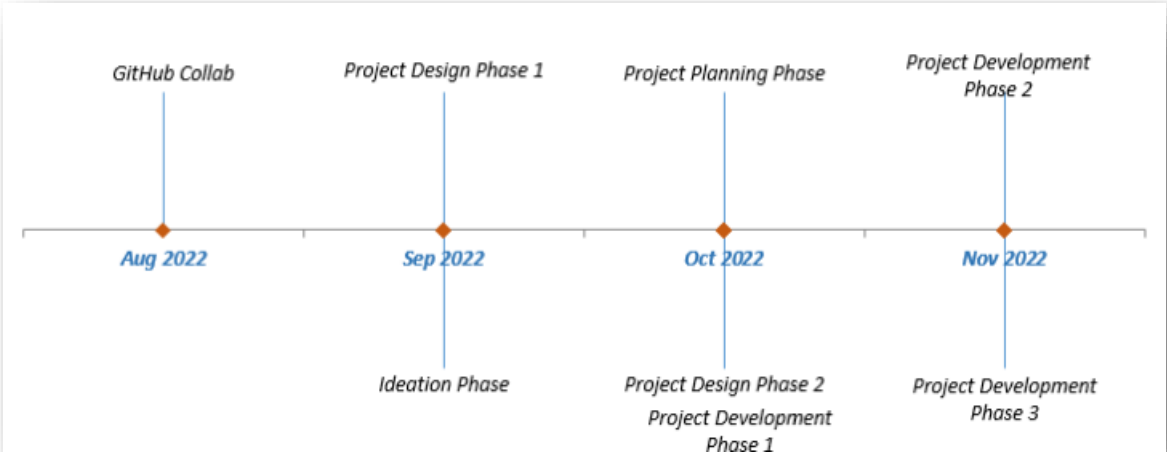 GitHub Collab
Project Design Phase 1
Project Planning Phase
Project Development
Phase 2
Aug 2022
Sep 2022
Oct 2022
Nov 2022
Ideation Phase
Project Design Phase 2
Project Development
Phase 1
Project Development
Phase 3